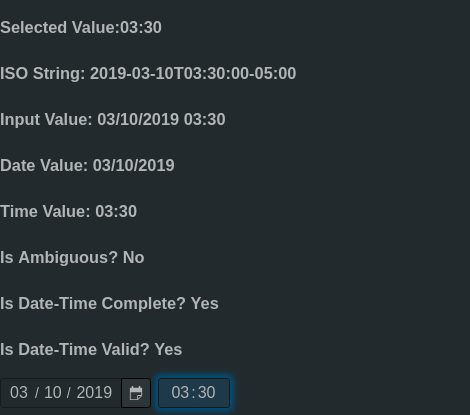 Selected Value:03:30
ISO String: 2019-03-10T03:30:00-05:00
Input Value: 03/10/2019 03:30
Date Value: 03/10/2019
Time Value: 03:30
Is Ambiguous? No
Is Date-Time Complete? Yes
Is Date-Time Valid? Yes
03 / 10 / 2019 03:30